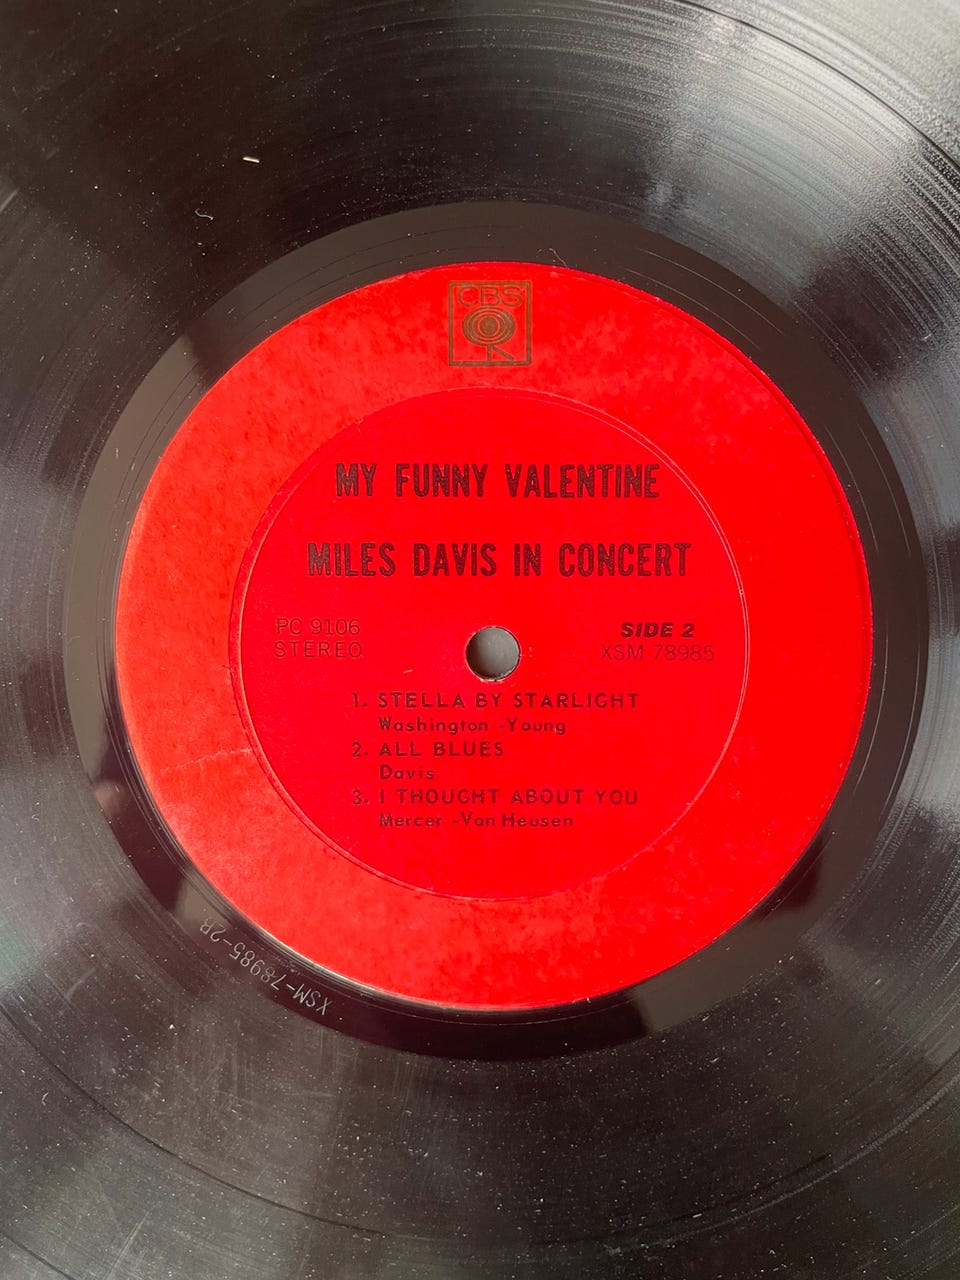 CBS
MY FUNNY VALENTINE
MILES DAVIS IN CONCERT
PC 9106
STEREO
SIDE 2
XSM 78985
1. STELLA BY STARLIGHT
Washington -Young
2. ALL BLUES
Davis
3. I THOUGHT ABOUT YOU
Mercer -Van Heusen
XSM-78985-2B